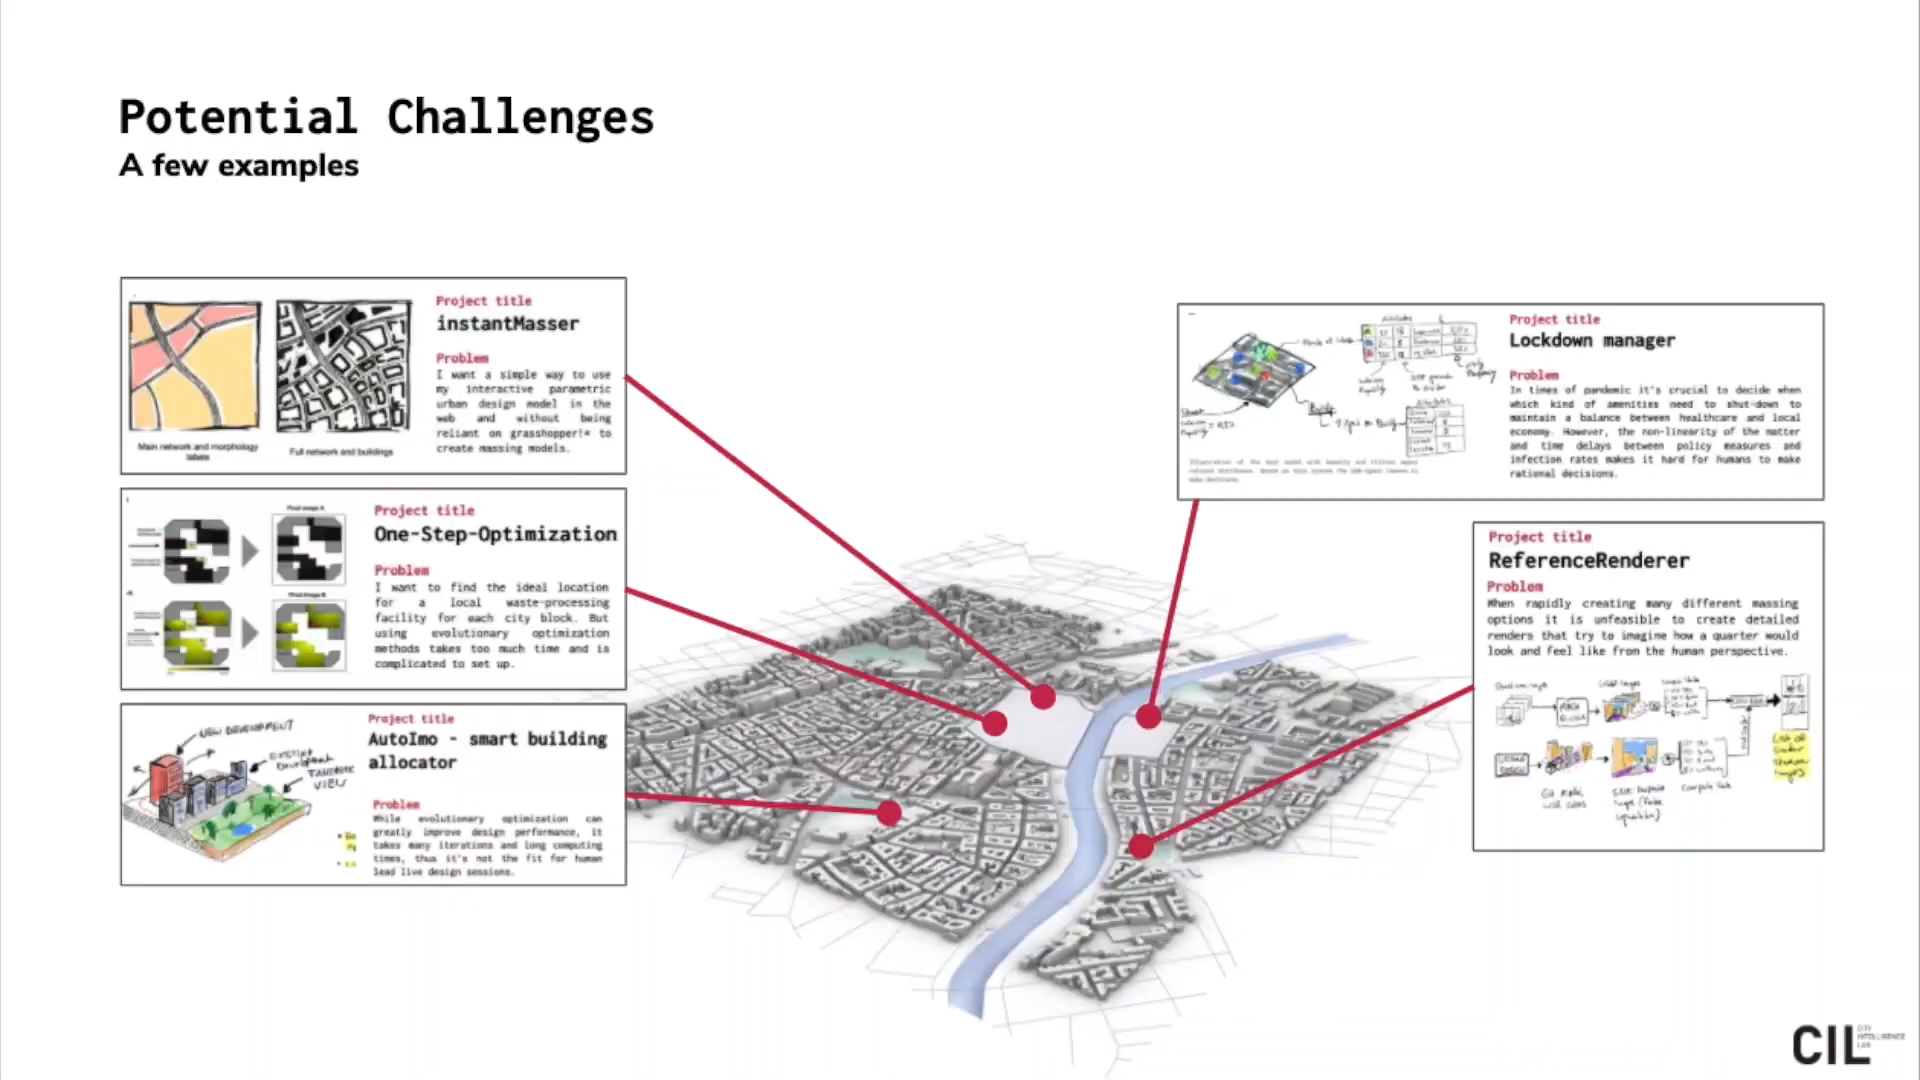 Potential Challenges
A few examples
Main network and morphology
labels
Full network and buildings
Project title
instantMasser
Problem
I want a simple way to use
my interactive parametric
urban design model in the
web and without being
reliant on grasshopper!* to
create massing models.
Final image A
Final image B
Project title
One-Step-Optimization
Problem
I want to find the ideal location
for a local waste-processing
facility for each city block. But
using evolutionary optimization
methods takes too much time and is
complicated to set up.
NEW DEVELOPMENT
EXISTING
Development
VIEW
Project title
AutoImo - smart building
allocator
Problem
While evolutionary optimization can
greatly improve design performance, it
takes many iterations and long computing
times, thus it's not the fit for human
lead live design sessions.
Project title
Lockdown manager
Problem
In times of pandemic it's crucial to decide when
which kind of amenities need to shut-down to
maintain a balance between healthcare and local
economy. However, the non-linearity of the matter
and time delays between policy measures and
infection rates makes it hard for humans to make
rational decisions.
Project title
ReferenceRenderer
Problem
When rapidly creating many different massing
options it is unfeasible to create detailed
renders that try to imagine how a quarter would
look and feel like from the human perspective.
CIL
CITY
INTELLIGENCE
LAB